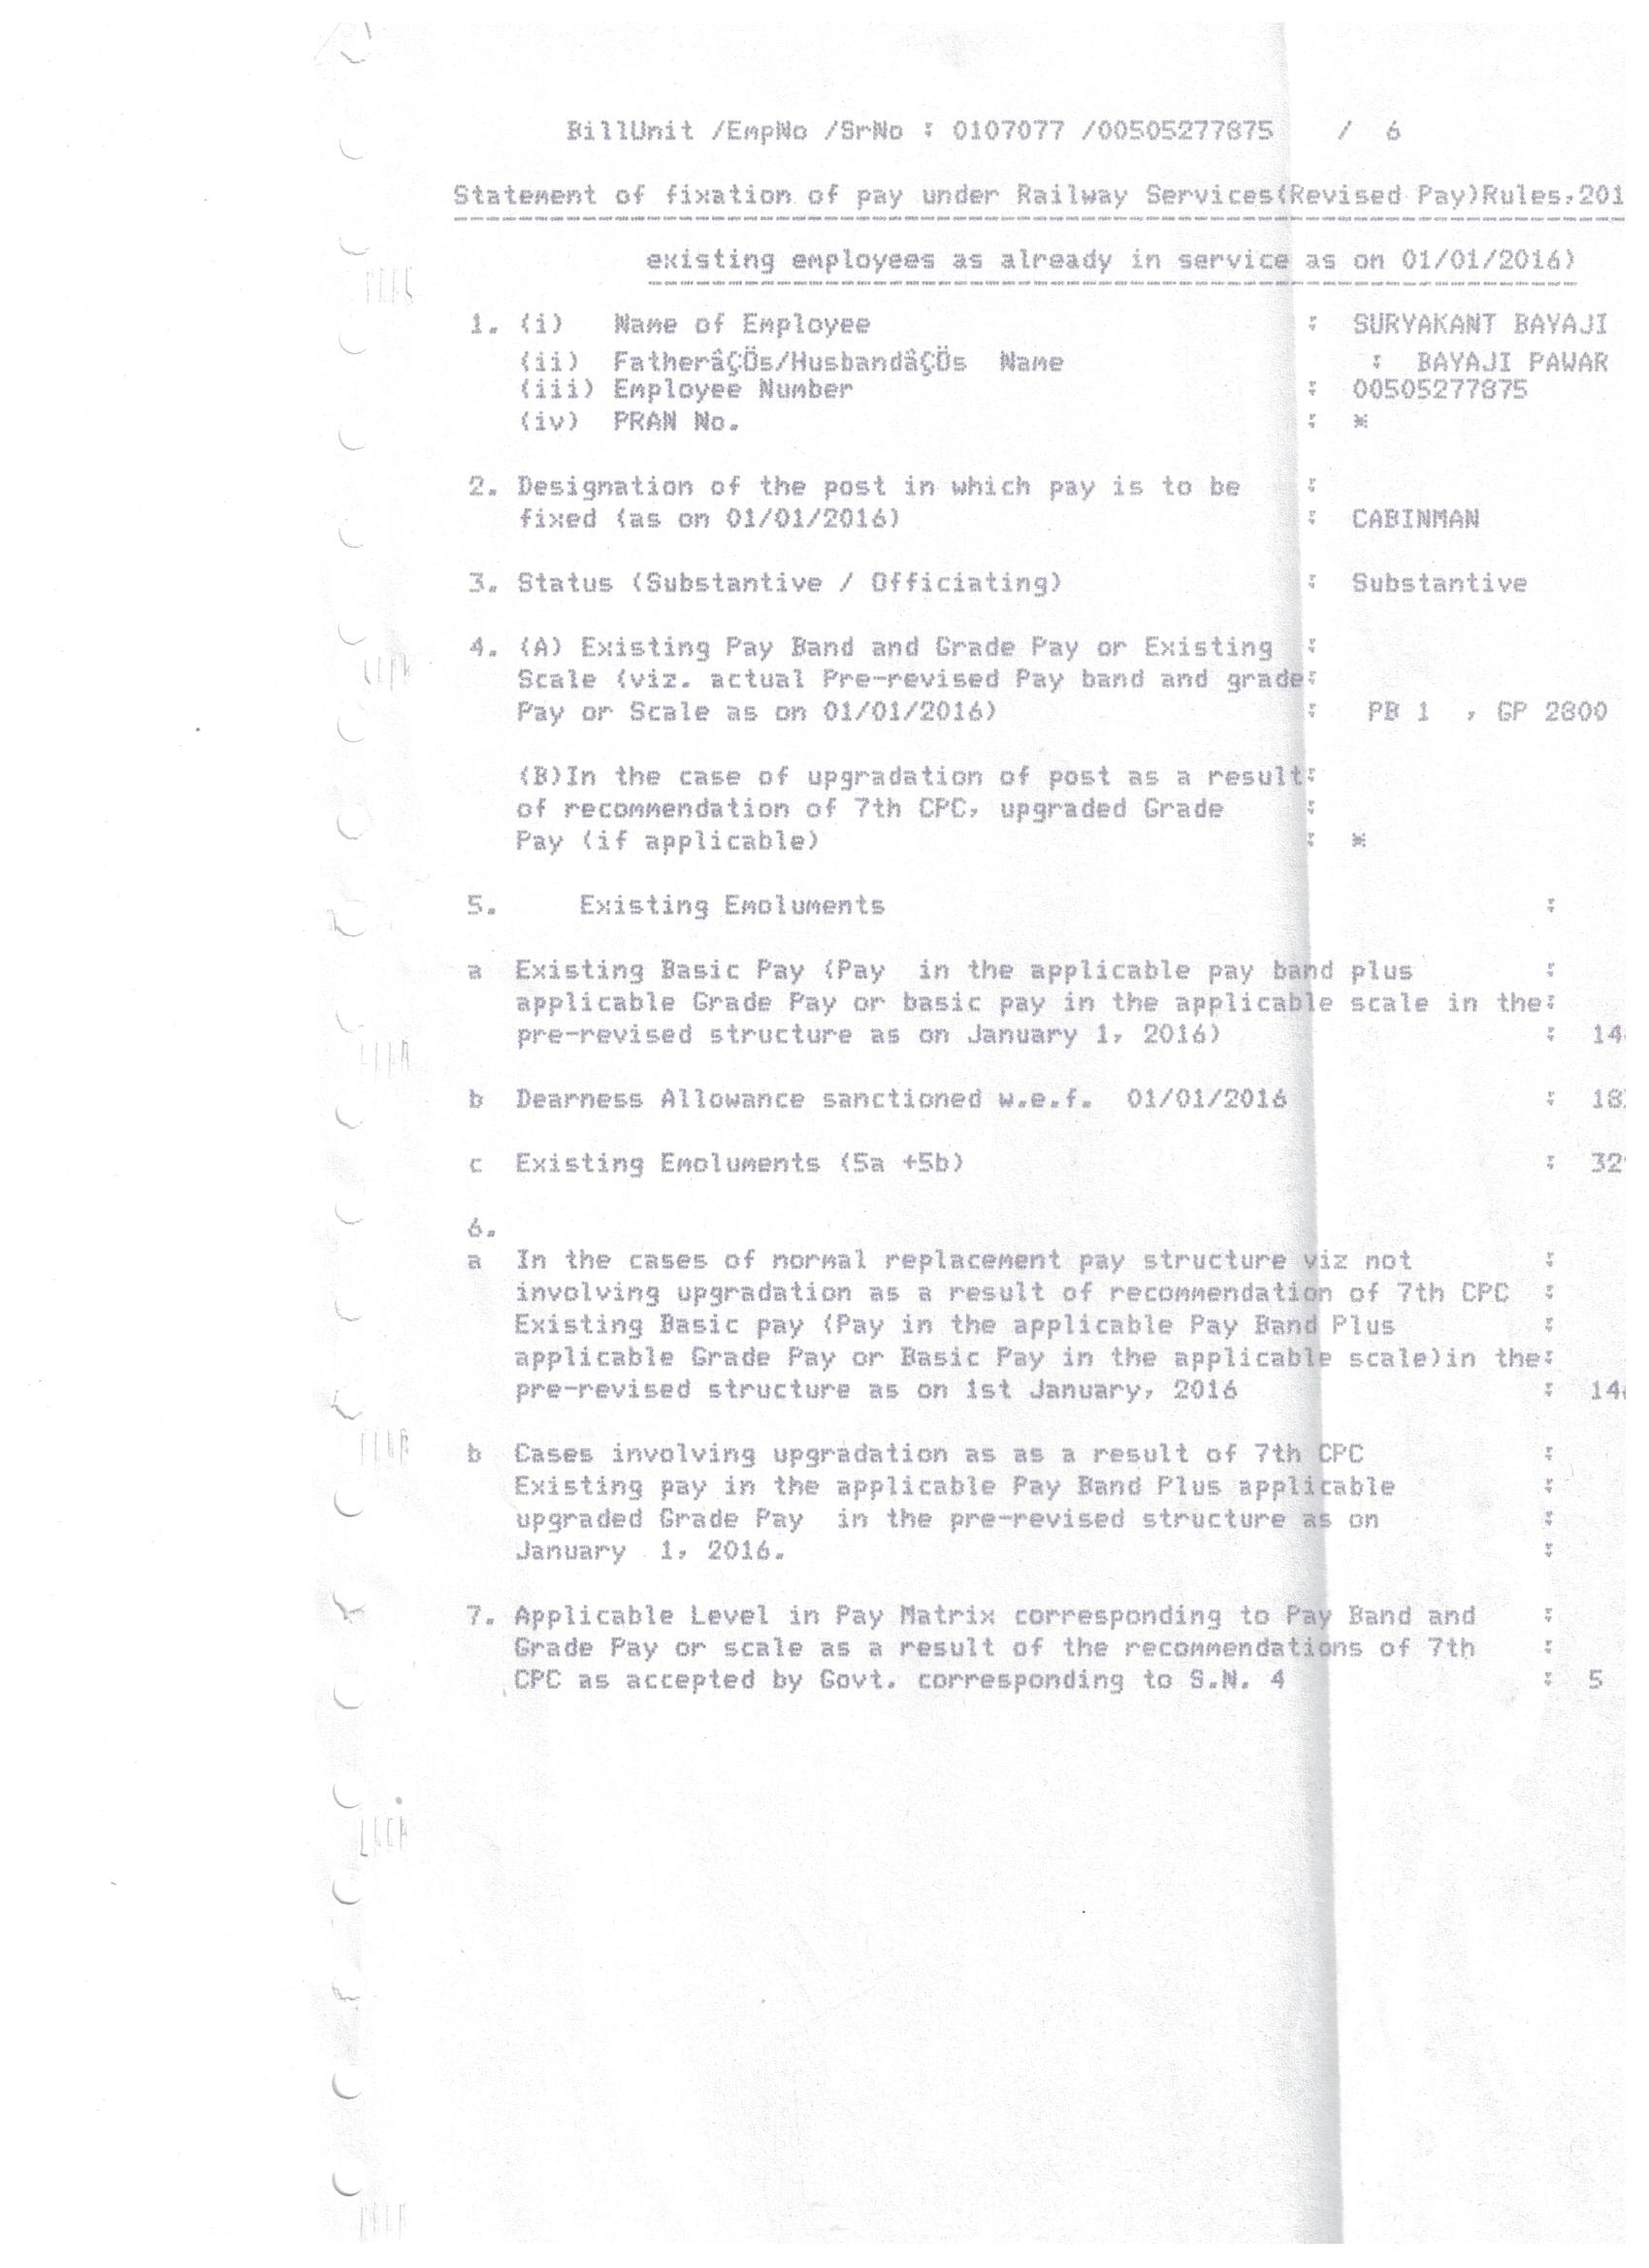 BillUnit /EmpNo /SrNo : 0107077 /00505277875 / 6
Statement of fixation of pay under Railway Services(Revised Pay)Rules,201
existing employees as already in service as on 01/01/2016)
1. (i) Name of Employee : SURYAKANT BAYAJI
(ii) FatherâÇÖs/HusbandâÇÖs Name : BAYAJI PAWAR
(iii) Employee Number : 00505277875
(iv) PRAN No. : *
2. Designation of the post in which pay is to be :
fixed (as on 01/01/2016) : CABINMAN
3. Status (Substantive / Officiating) : Substantive
4. (A) Existing Pay Band and Grade Pay or Existing :
Scale (viz. actual Pre-revised Pay band and grade:
Pay or Scale as on 01/01/2016) : PB 1 , GP 2800
(B)In the case of upgradation of post as a result:
of recommendation of 7th CPC, upgraded Grade :
Pay (if applicable) : *
5. Existing Emoluments :
a Existing Basic Pay (Pay in the applicable pay band plus :
applicable Grade Pay or basic pay in the applicable scale in the:
pre-revised structure as on January 1, 2016) : 14
b Dearness Allowance sanctioned w.e.f. 01/01/2016 : 18
c Existing Emoluments (5a +5b) : 32
6.
a In the cases of normal replacement pay structure viz not :
involving upgradation as a result of recommendation of 7th CPC :
Existing Basic pay (Pay in the applicable Pay Band Plus :
applicable Grade Pay or Basic Pay in the applicable scale)in the:
pre-revised structure as on 1st January, 2016 : 14
b Cases involving upgradation as as a result of 7th CPC :
Existing pay in the applicable Pay Band Plus applicable :
upgraded Grade Pay in the pre-revised structure as on :
January 1, 2016. :
7. Applicable Level in Pay Matrix corresponding to Pay Band and :
Grade Pay or scale as a result of the recommendations of 7th :
CPC as accepted by Govt. corresponding to S.N. 4 : 5